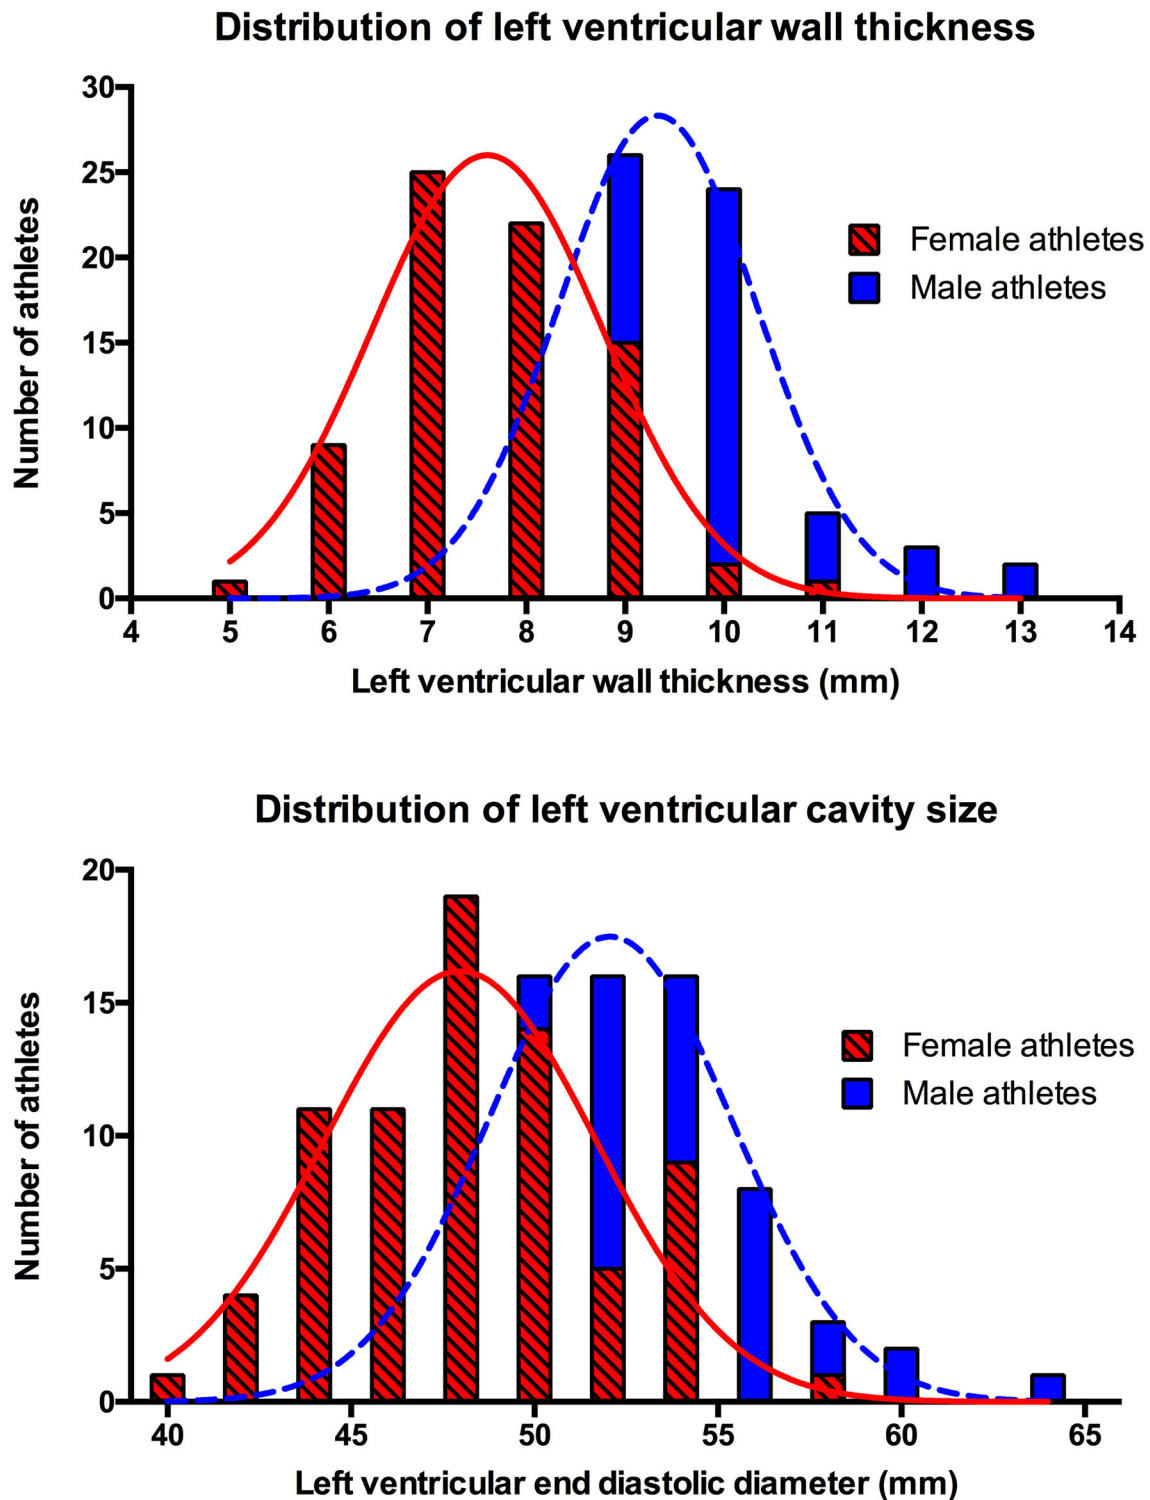 Distribution of left ventricular wall thickness
30
25
20
15
10
5
0
Number of athletes
Female athletes
Male athletes
4 5 6 7 8 9 10 11 12 13 14
Left ventricular wall thickness (mm)
Distribution of left ventricular cavity size
20
15
10
5
0
Number of athletes
Female athletes
Male athletes
40 45 50 55 60 65
Left ventricular end diastolic diameter (mm)